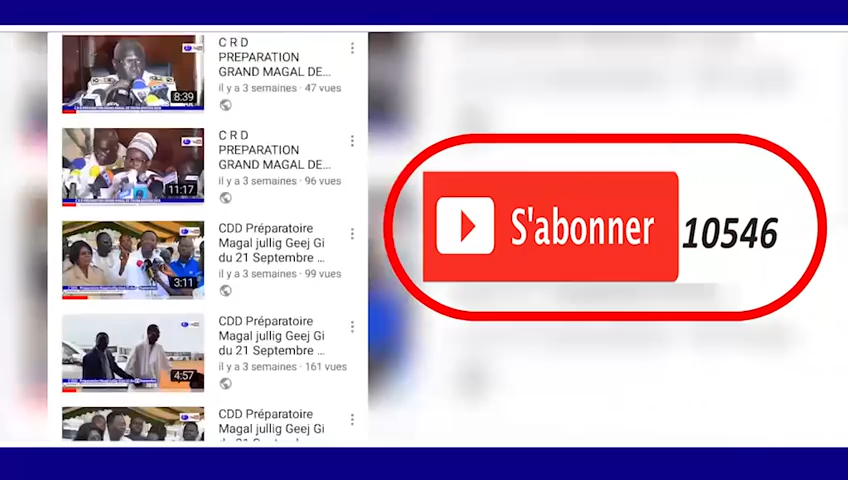 C R D
PREPARATION
GRAND MAGAL DE...
il y a 3 semaines · 47 vues
8:39
C R D
PREPARATION
GRAND MAGAL DE...
il y a 3 semaines · 96 vues
11:17
CDD Préparatoire
Magal jullig Geej Gi
du 21 Septembre ...
il y a 3 semaines · 99 vues
3:11
CDD Préparatoire
Magal jullig Geej Gi
du 21 Septembre ...
il y a 3 semaines · 161 vues
4:57
CDD Préparatoire
Magal jullig Geej Gi
S'abonner
10546